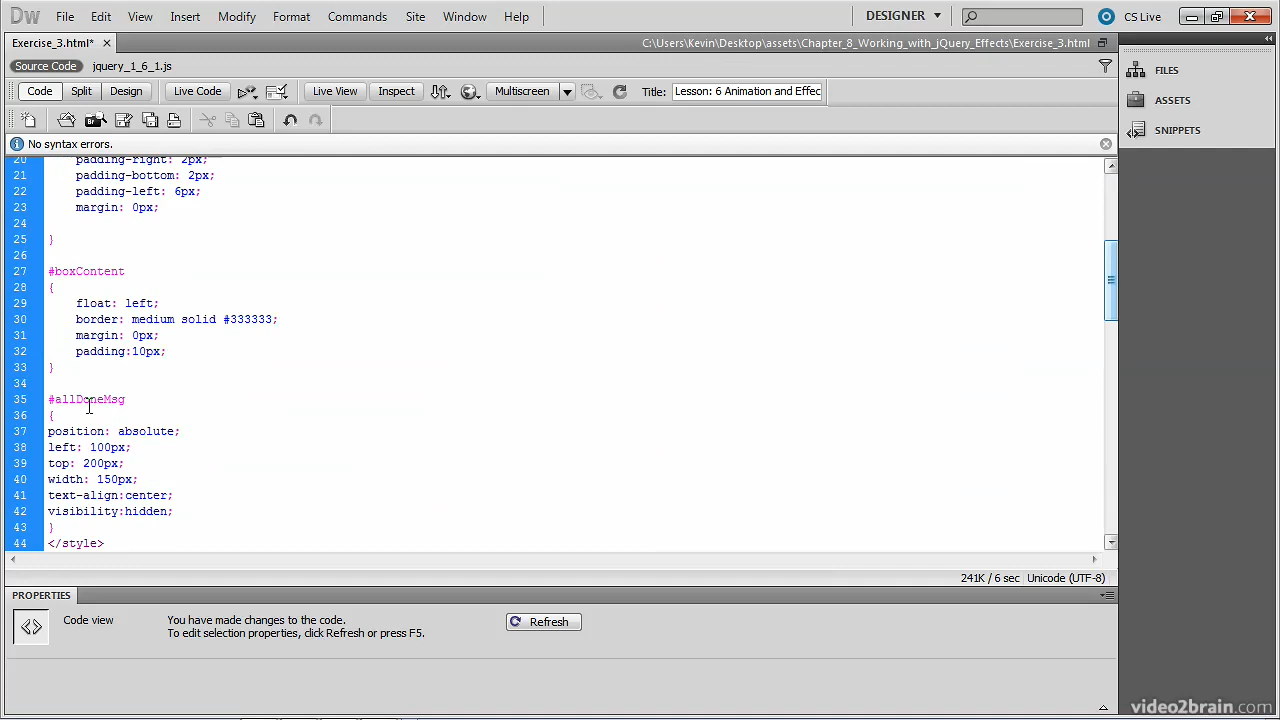 Dw File Edit View Insert Modify Format Commands Site Window Help DESIGNER CS Live
Exercise_3.html* C:\Users\Kevin\Desktop\assets\Chapter_8_Working_with_jQuery_Effects\Exercise_3.html
Source Code jquery_1_6_1.js
Code Split Design Live Code Live View Inspect Multiscreen Title: Lesson: 6 Animation and Effec
No syntax errors.
20 padding-right: 2px;
21 padding-bottom: 2px;
22 padding-left: 6px;
23 margin: 0px;
24
25 }
26
27 #boxContent
28 {
29 float: left;
30 border: medium solid #333333;
31 margin: 0px;
32 padding:10px;
33 }
34
35 #allDoneMsg
36 {
37 position: absolute;
38 left: 100px;
39 top: 200px;
40 width: 150px;
41 text-align:center;
42 visibility:hidden;
43 }
44 </style>
241K / 6 sec Unicode (UTF-8)
PROPERTIES
Code view You have made changes to the code. Refresh
To edit selection properties, click Refresh or press F5.
FILES
ASSETS
SNIPPETS
video2brain.com